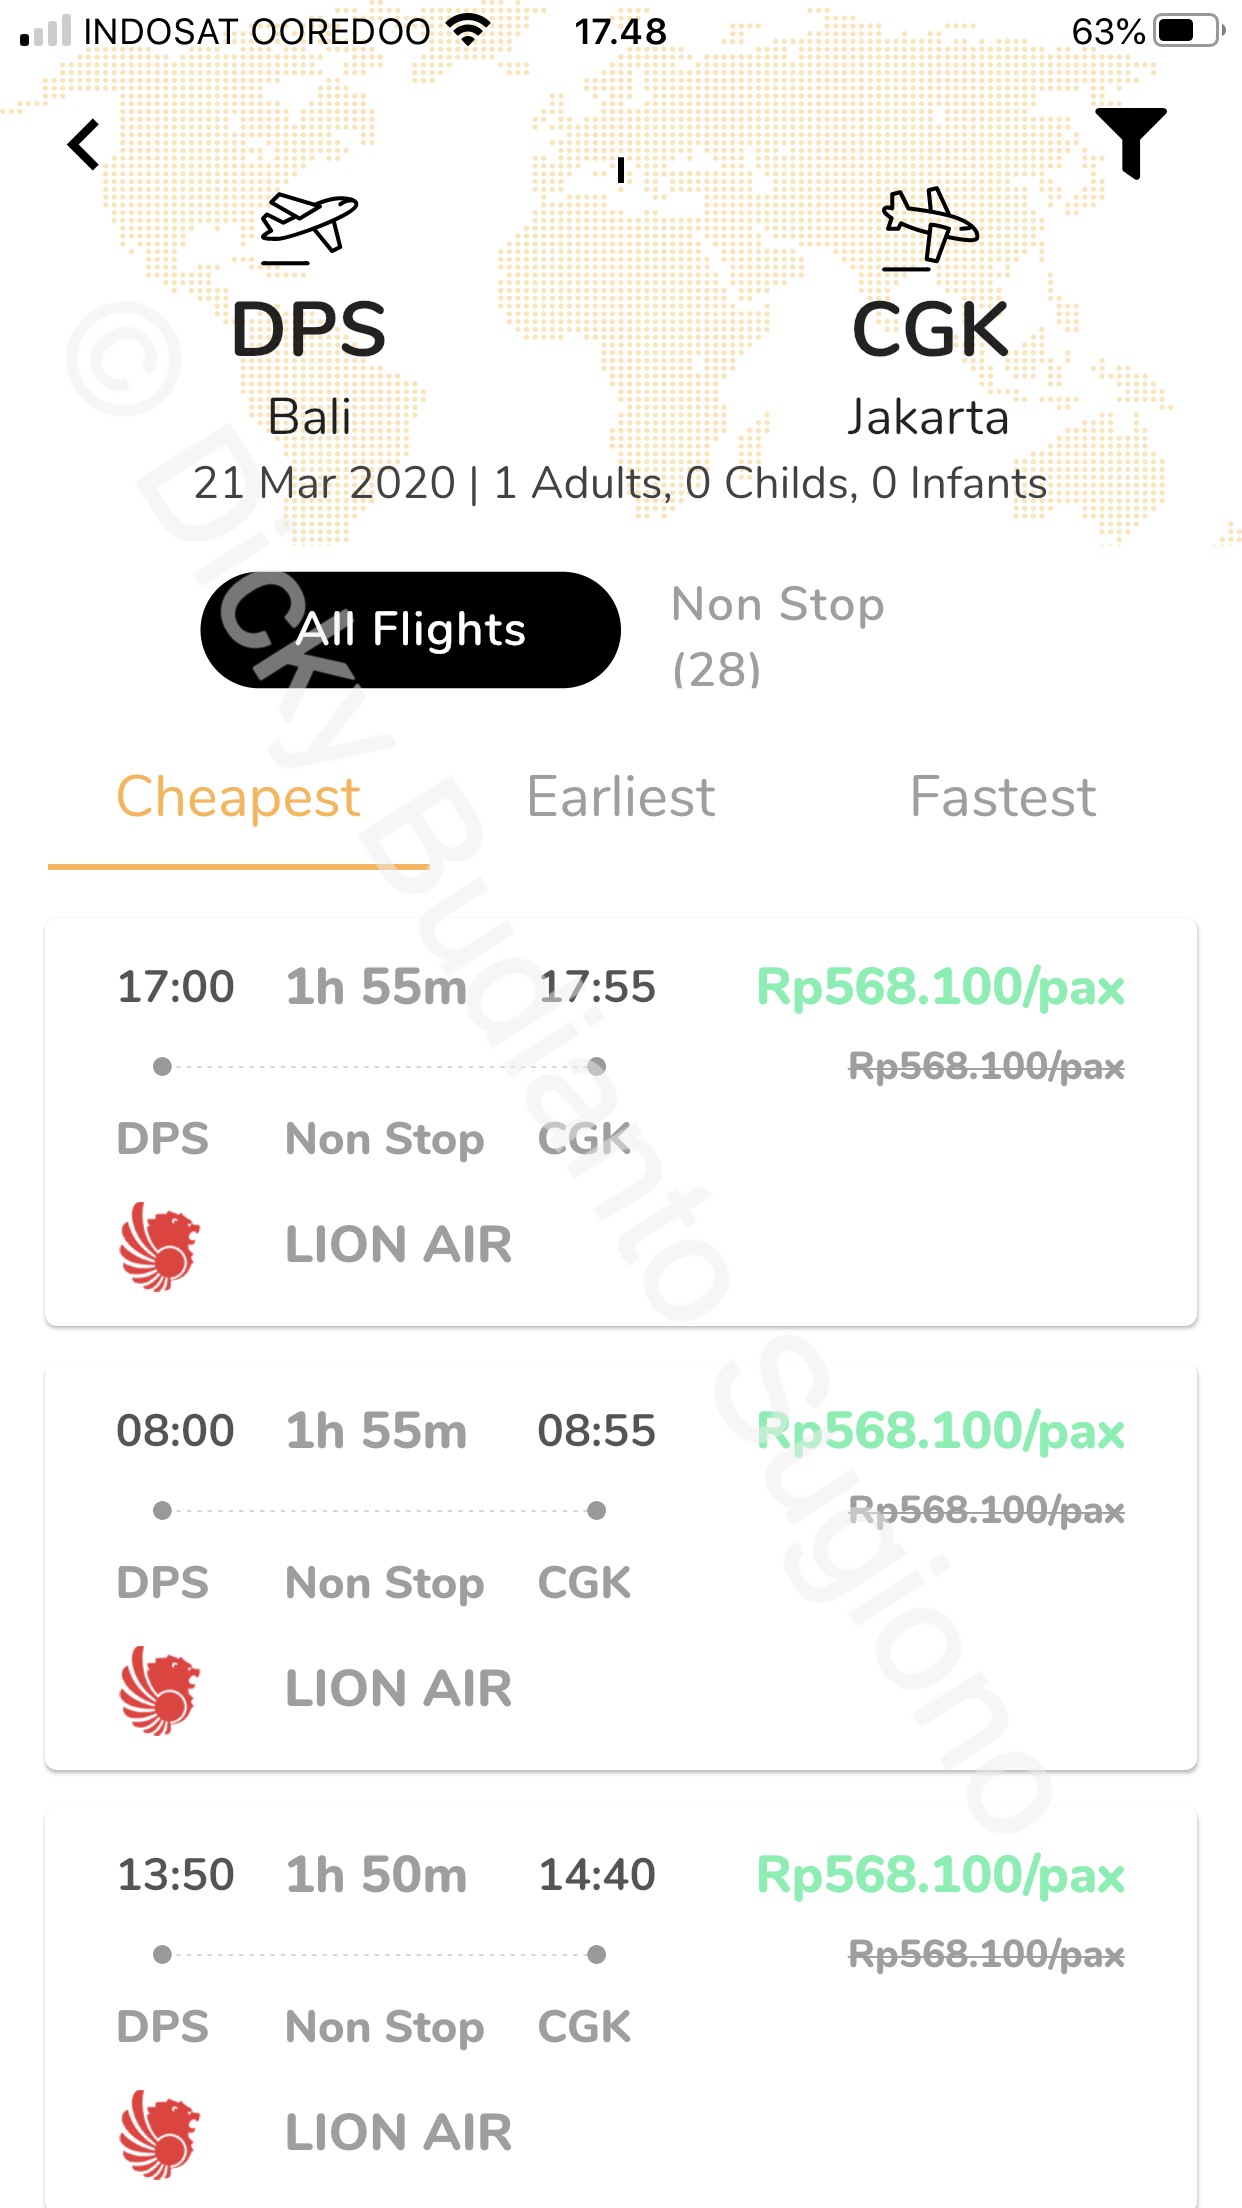 INDOSAT OOREDOO 17.48 63%
DPS CGK
Bali Jakarta
21 Mar 2020 | 1 Adults, 0 Childs, 0 Infants
All Flights Non Stop
(28)
Cheapest Earliest Fastest
17:00 1h 55m 17:55 Rp568.100/pax
Rp568.100/pax
DPS Non Stop CGK
LION AIR
08:00 1h 55m 08:55 Rp568.100/pax
Rp568.100/pax
DPS Non Stop CGK
LION AIR
13:50 1h 50m 14:40 Rp568.100/pax
Rp568.100/pax
DPS Non Stop CGK
LION AIR
© Dicky Budianto Sugiono